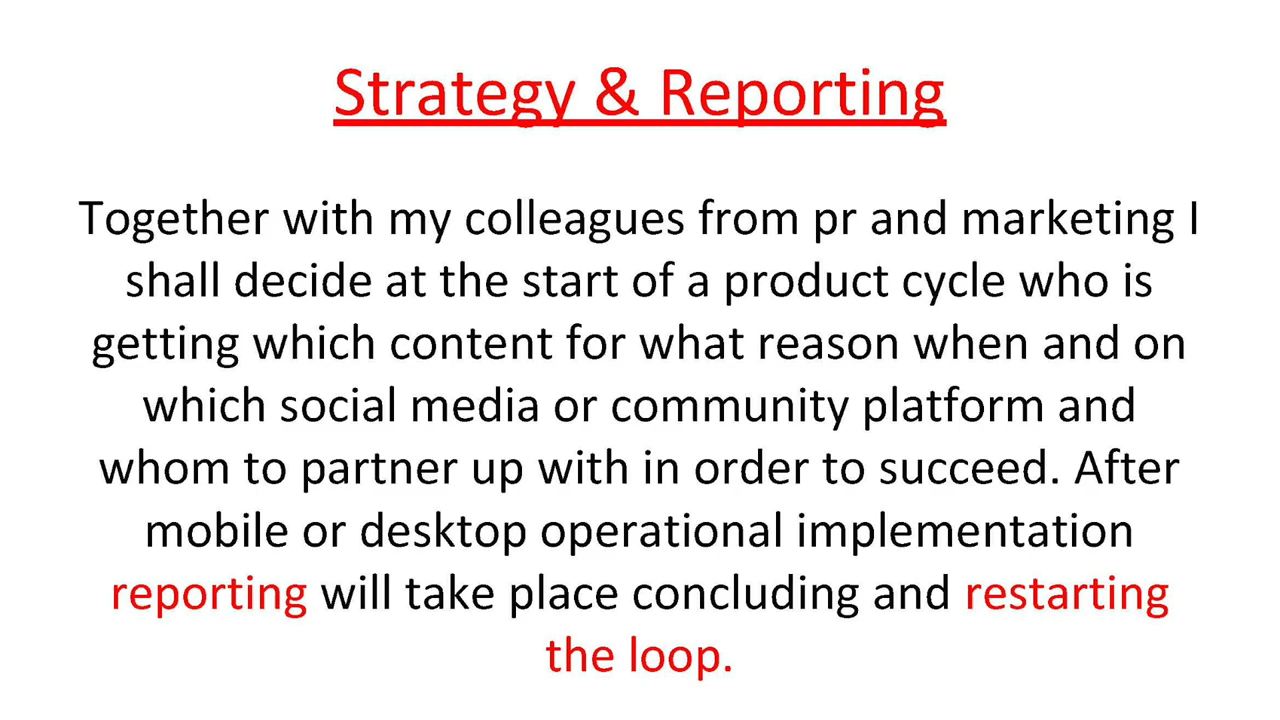 Strategy & Reporting
Together with my colleagues from pr and marketing I
shall decide at the start of a product cycle who is
getting which content for what reason when and on
which social media or community platform and
whom to partner up with in order to succeed. After
mobile or desktop operational implementation
reporting will take place concluding and restarting
the loop.